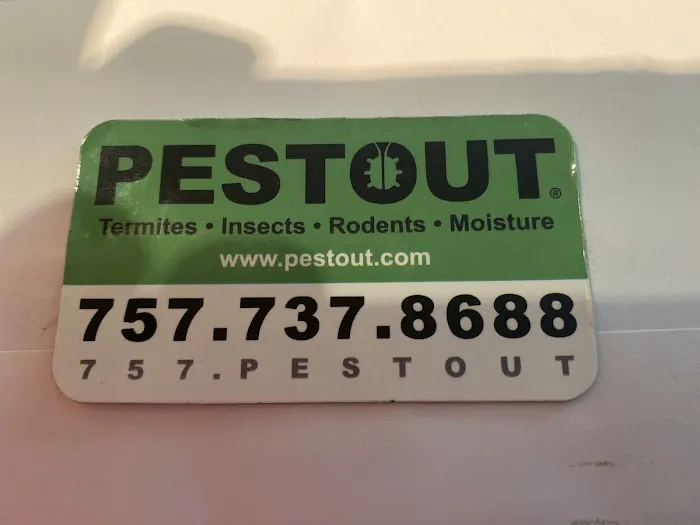 PESTOUT®
Termites • Insects • Rodents • Moisture
www.pestout.com
757.737.8688
757.PESTOUT